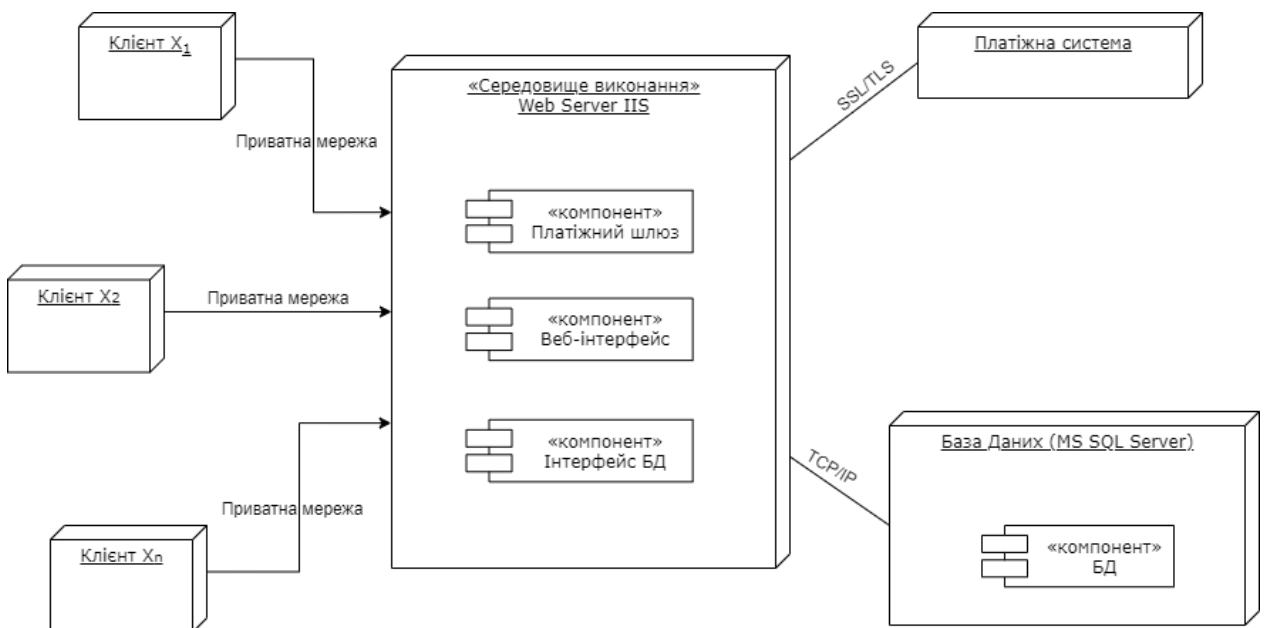 Клієнт X1
Приватна мережа
Клієнт X2
Приватна мережа
Клієнт Xn
Приватна мережа
«Середовище виконання»
Web Server IIS
«компонент»
Платіжний шлюз
«компонент»
Веб-інтерфейс
«компонент»
Інтерфейс БД
SSL/TLS
Платіжна система
TCP/IP
База Даних (MS SQL Server)
«компонент»
БД